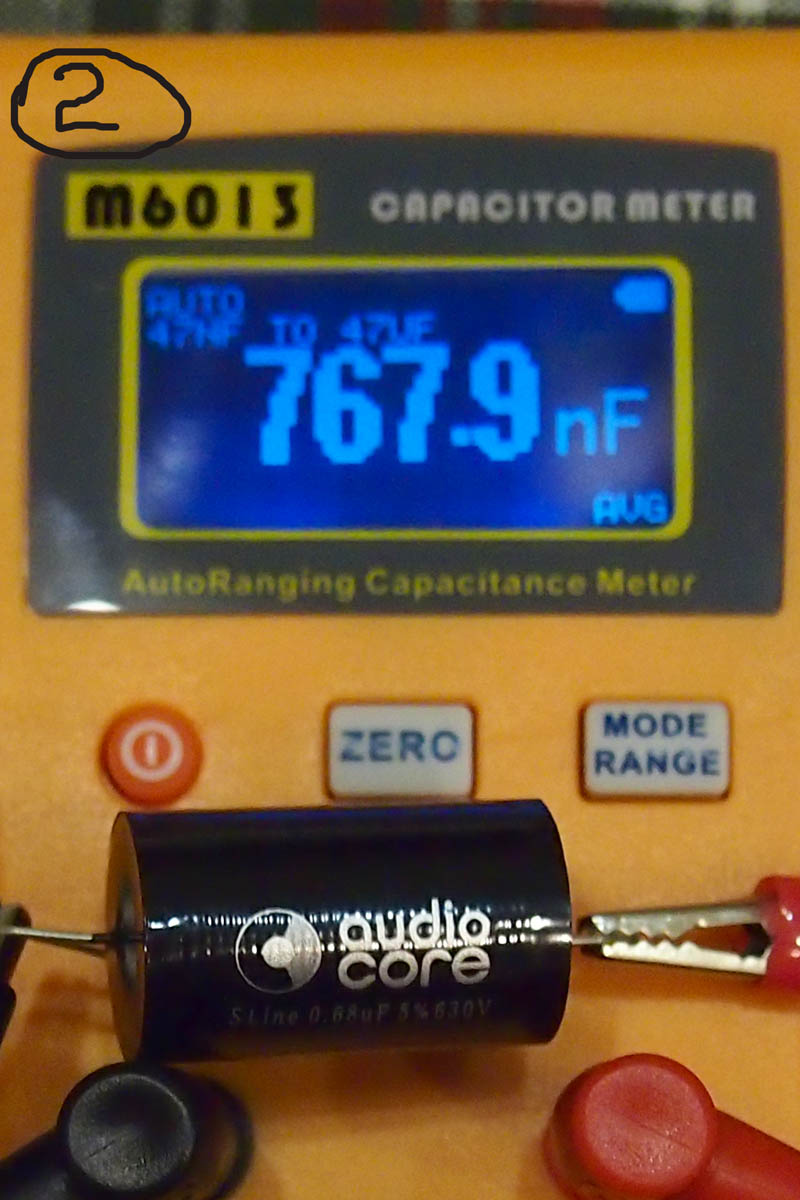 2
M6013
CAPACITOR METER
AUTO
47NF TO 47UF
767.9 nF
AVG
AutoRanging Capacitance Meter
ZERO
MODE
RANGE
audio
core
S Line 0.68uF 5% 630V